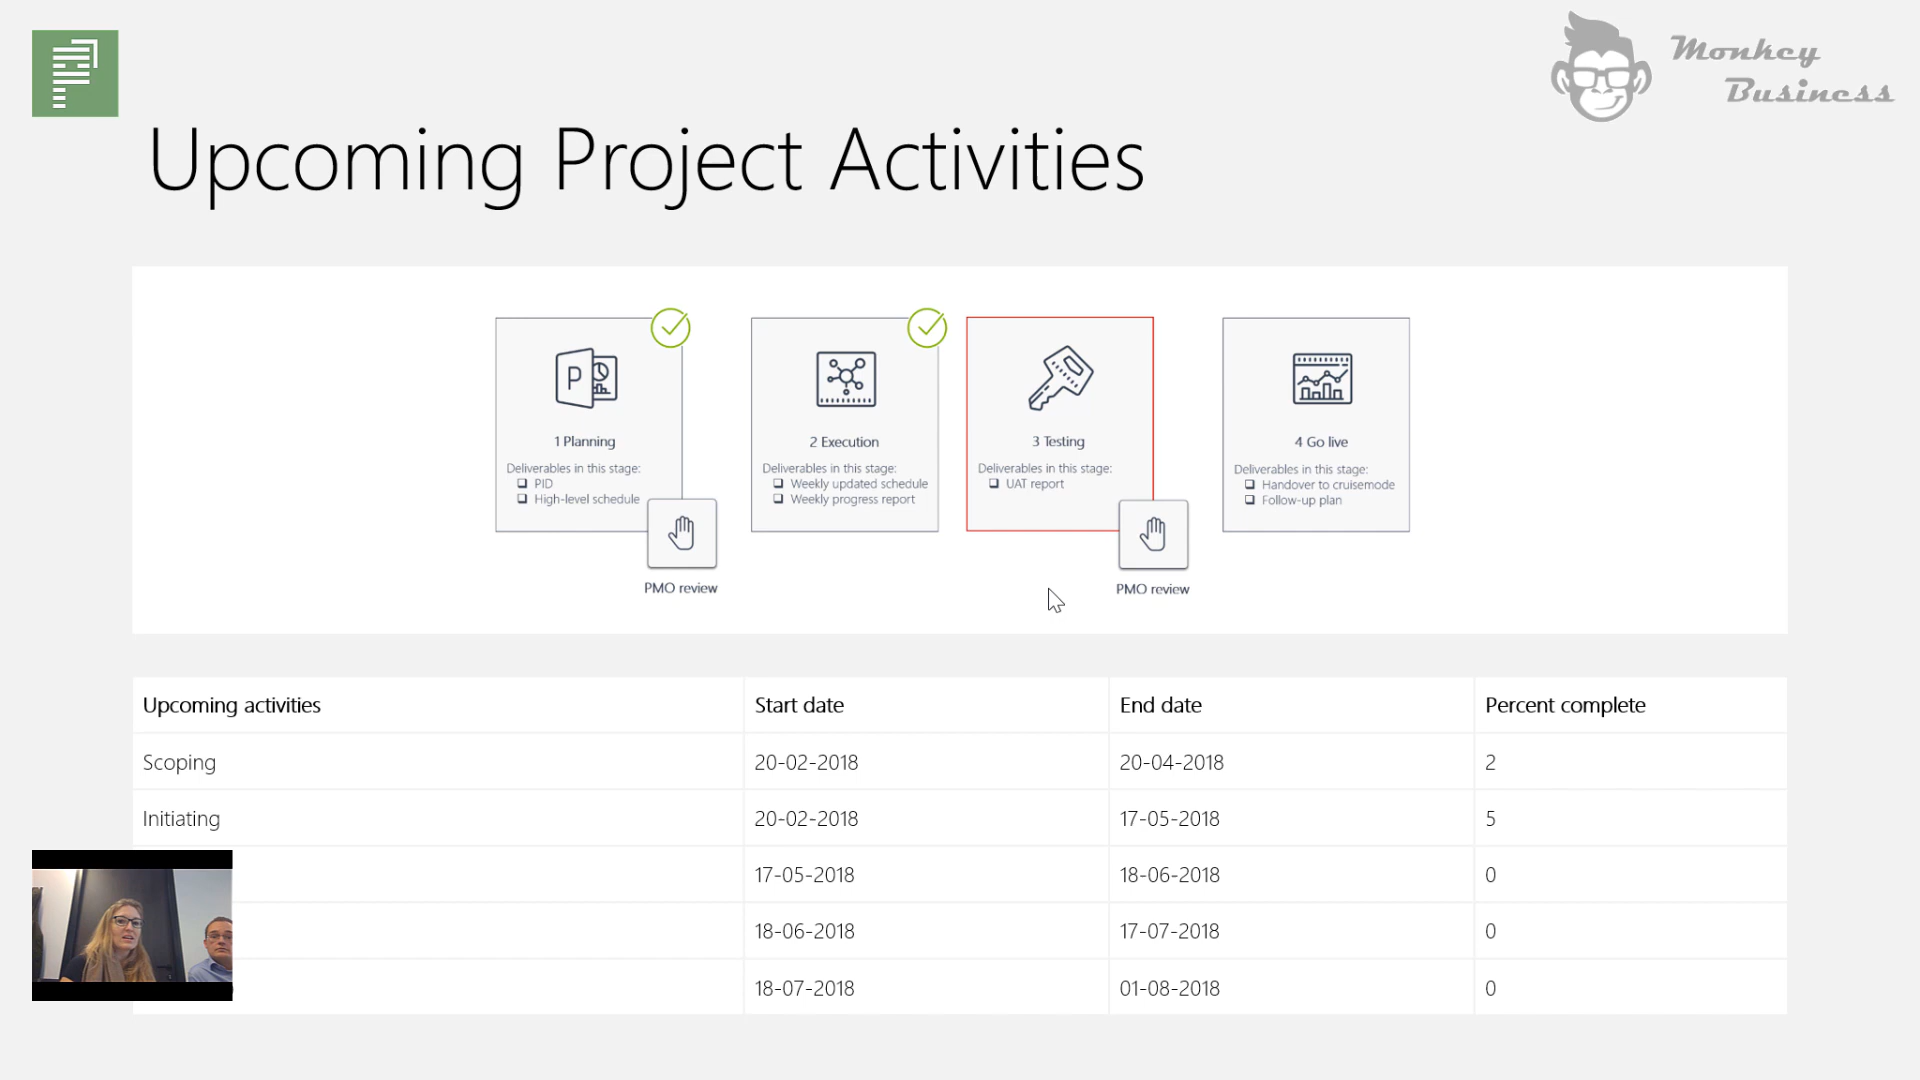 Monkey
Business
Upcoming Project Activities
1 Planning
Deliverables in this stage:
PID
High-level schedule
PMO review
2 Execution
Deliverables in this stage:
Weekly updated schedule
Weekly progress report
3 Testing
Deliverables in this stage:
UAT report
PMO review
4 Go live
Deliverables in this stage:
Handover to cruisemode
Follow-up plan
Upcoming activities Start date End date Percent complete
Scoping 20-02-2018 20-04-2018 2
Initiating 20-02-2018 17-05-2018 5
17-05-2018 18-06-2018 0
18-06-2018 17-07-2018 0
18-07-2018 01-08-2018 0